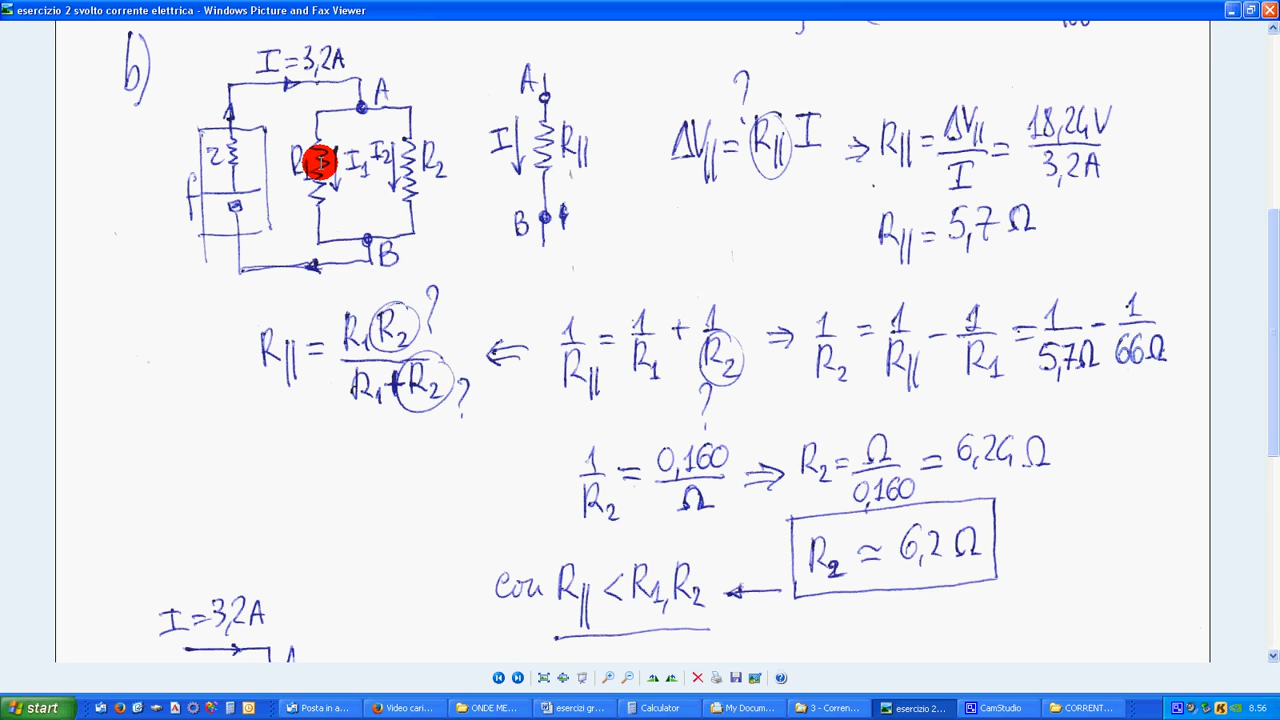 esercizio 2 svolto corrente elettrica - Windows Picture and Fax Viewer
b)
I = 3,2A
A
R1 I1 I2 R2
B
A
I R||
B
?
ΔV|| = R|| I ⇒ R|| = ΔV|| / I = 18,24V / 3,2A
R|| = 5,7 Ω
R|| = R1 R2 / R1 + R2 ? ? ⇐ 1/R|| = 1/R1 + 1/R2 ⇒ 1/R2 = 1/R|| - 1/R1 = 1/5,7Ω - 1/66Ω
?
1/R2 = 0,160/Ω ⇒ R2 = Ω/0,160 = 6,24 Ω
R2 ≃ 6,2 Ω
con R|| < R1, R2 ←
I = 3,2A
A
start
Posta in a...
Video cari...
ONDE ME...
esercizi gr...
Calculator
My Docum...
3 - Corren...
esercizio 2...
CamStudio
CORRENT...
8.56